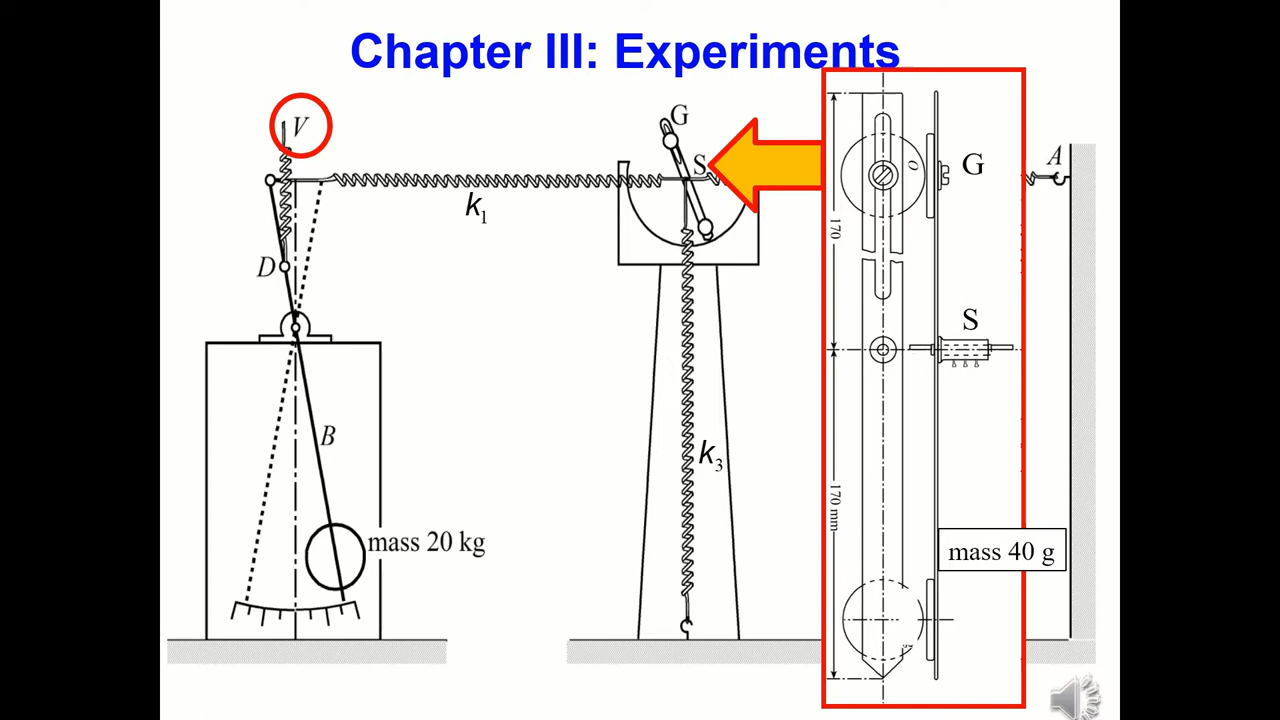 Chapter III: Experiments
V
G
S
A
k₁
D
B
k₃
mass 20 kg
170
170 mm
G
S
mass 40 g